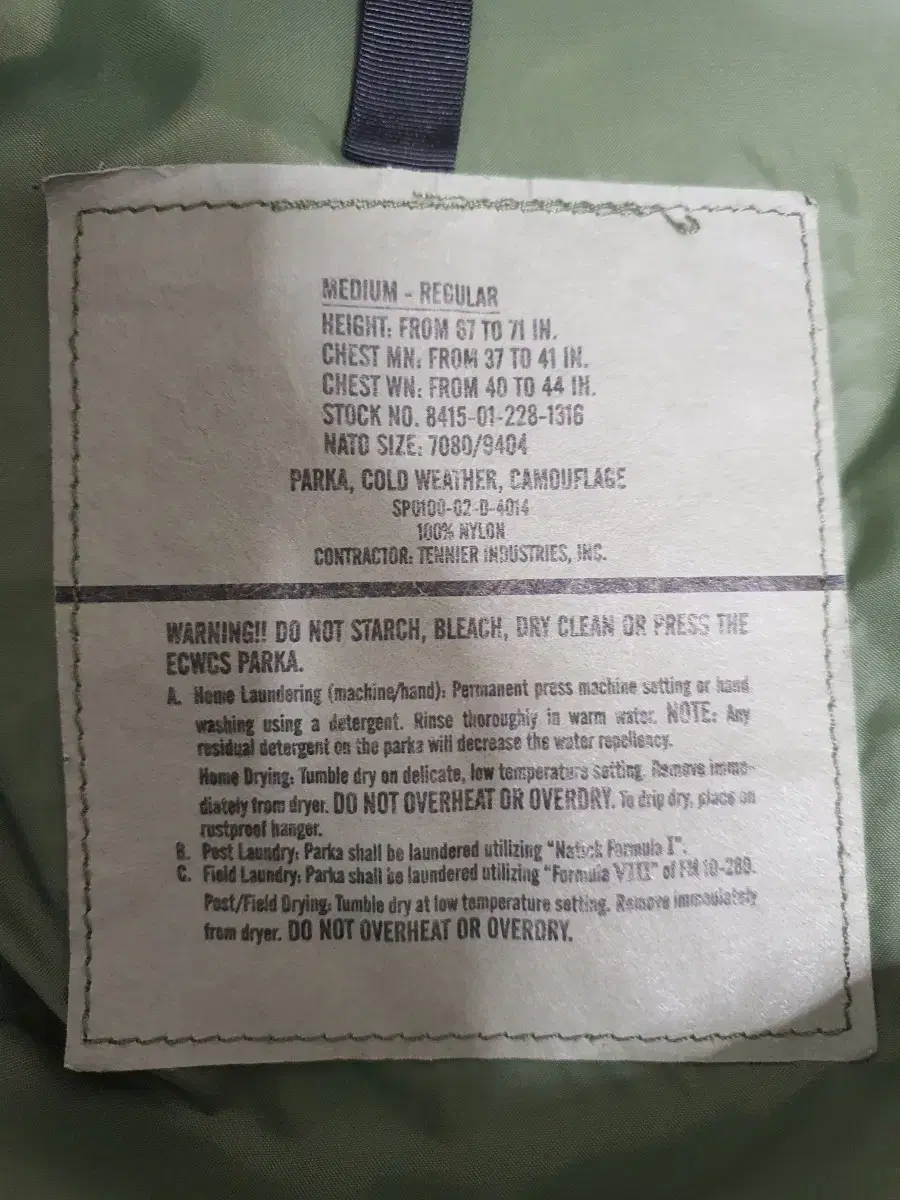 MEDIUM - REGULAR
HEIGHT: FROM 67 TO 71 IN.
CHEST MN: FROM 37 TO 41 IN.
CHEST WN: FROM 40 TO 44 IN.
STOCK NO. 8415-01-228-1316
NATO SIZE: 7080/9404
PARKA, COLD WEATHER, CAMOUFLAGE
SP0100-02-D-4014
100% NYLON
CONTRACTOR: TENNIER INDUSTRIES, INC.
WARNING!! DO NOT STARCH, BLEACH, DRY CLEAN OR PRESS THE
ECWCS PARKA.
A. Home Laundering (machine/hand): Permanent press machine setting or hand
washing using a detergent. Rinse thoroughly in warm water. NOTE: Any
residual detergent on the parka will decrease the water repellency.
Home Drying: Tumble dry on delicate, low temperature setting. Remove imme-
diately from dryer. DO NOT OVERHEAT OR OVERDRY. To drip dry, place on
rustproof hanger.
B. Post Laundry: Parka shall be laundered utilizing "Natick Formula I".
C. Field Laundry: Parka shall be laundered utilizing "Formula VIII" of FM 10-280.
Post/Field Drying: Tumble dry at low temperature setting. Remove immediately
from dryer. DO NOT OVERHEAT OR OVERDRY.